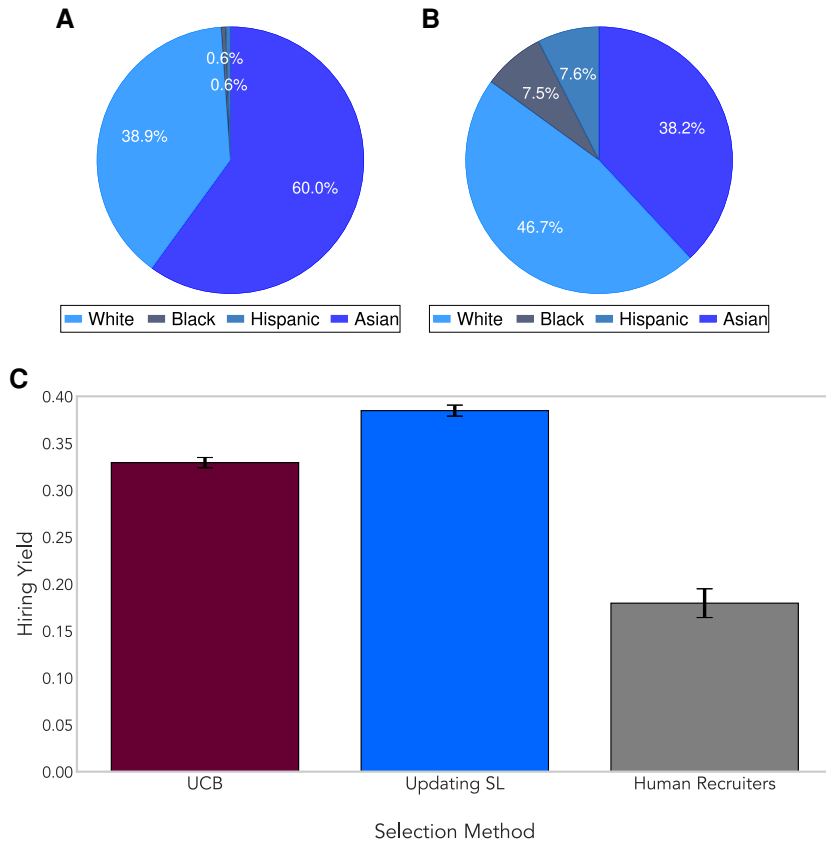 A
0.6%
0.6%
38.9%
60.0%
White Black Hispanic Asian
B
7.6%
7.5%
38.2%
46.7%
White Black Hispanic Asian
C
0.40
0.35
0.30
0.25
0.20
0.15
0.10
0.05
0.00
Hiring Yield
UCB Updating SL Human Recruiters
Selection Method